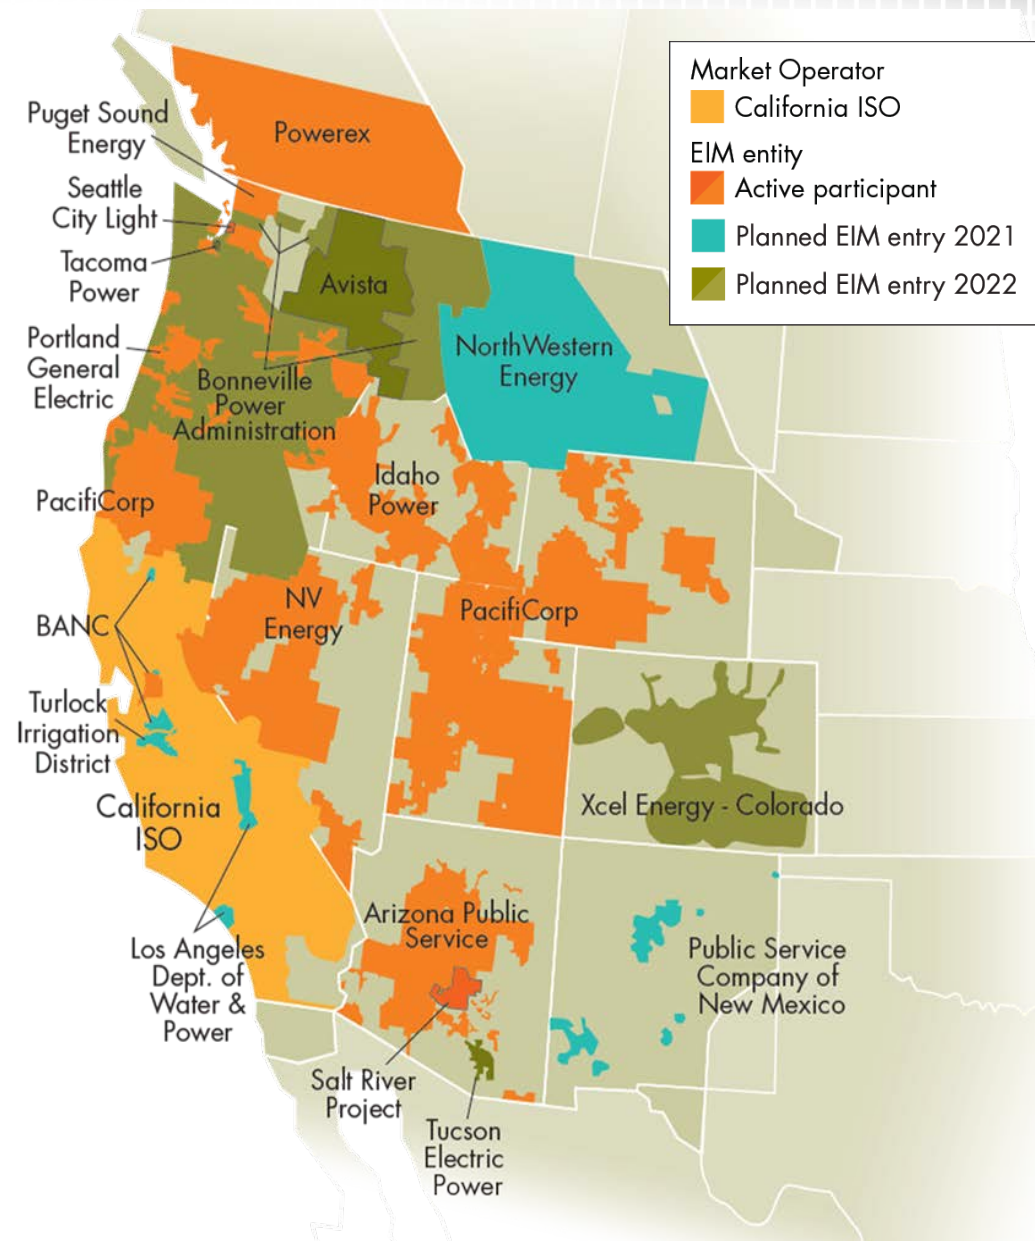 Market Operator
California ISO
EIM entity
Active participant
Planned EIM entry 2021
Planned EIM entry 2022
Puget Sound
Energy
Powerex
Seattle
City Light
Tacoma
Power
Avista
Portland
General
Electric
NorthWestern
Energy
Bonneville
Power
Administration
Idaho
Power
PacifiCorp
NV
Energy
PacifiCorp
BANC
Turlock
Irrigation
District
California
ISO
Xcel Energy - Colorado
Arizona Public
Service
Los Angeles
Dept. of
Water &
Power
Public Service
Company of
New Mexico
Salt River
Project
Tucson
Electric
Power